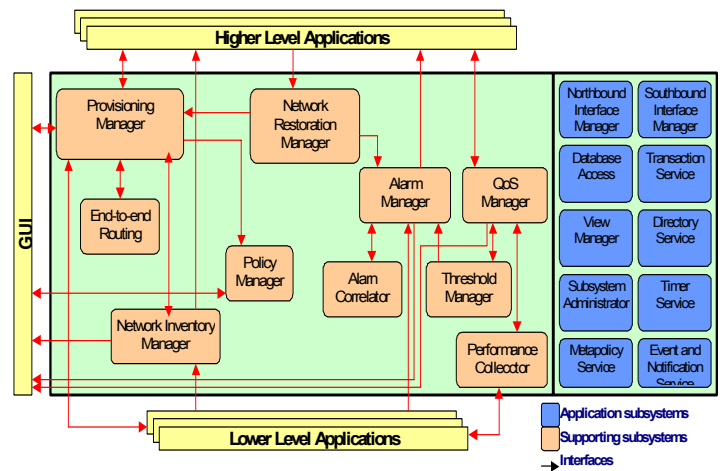 Higher Level Applications
GUI
Provisioning
Manager
Network
Restoration
Manager
Alarm
Manager
QoS
Manager
End-to-end
Routing
Policy
Manager
Alarm
Correlator
Threshold
Manager
Network Inventory
Manager
Performance
Collecdtor
Northbound
Interface
Manager
Southbound
Interface
Manager
Database
Access
Transaction
Service
View
Manager
Directory
Service
Subsystem
Administrator
Timer
Service
Metapolicy
Service
Event and
Notification
Service
Lower Level Applications
Application subsystems
Supporting subsystems
Interfaces